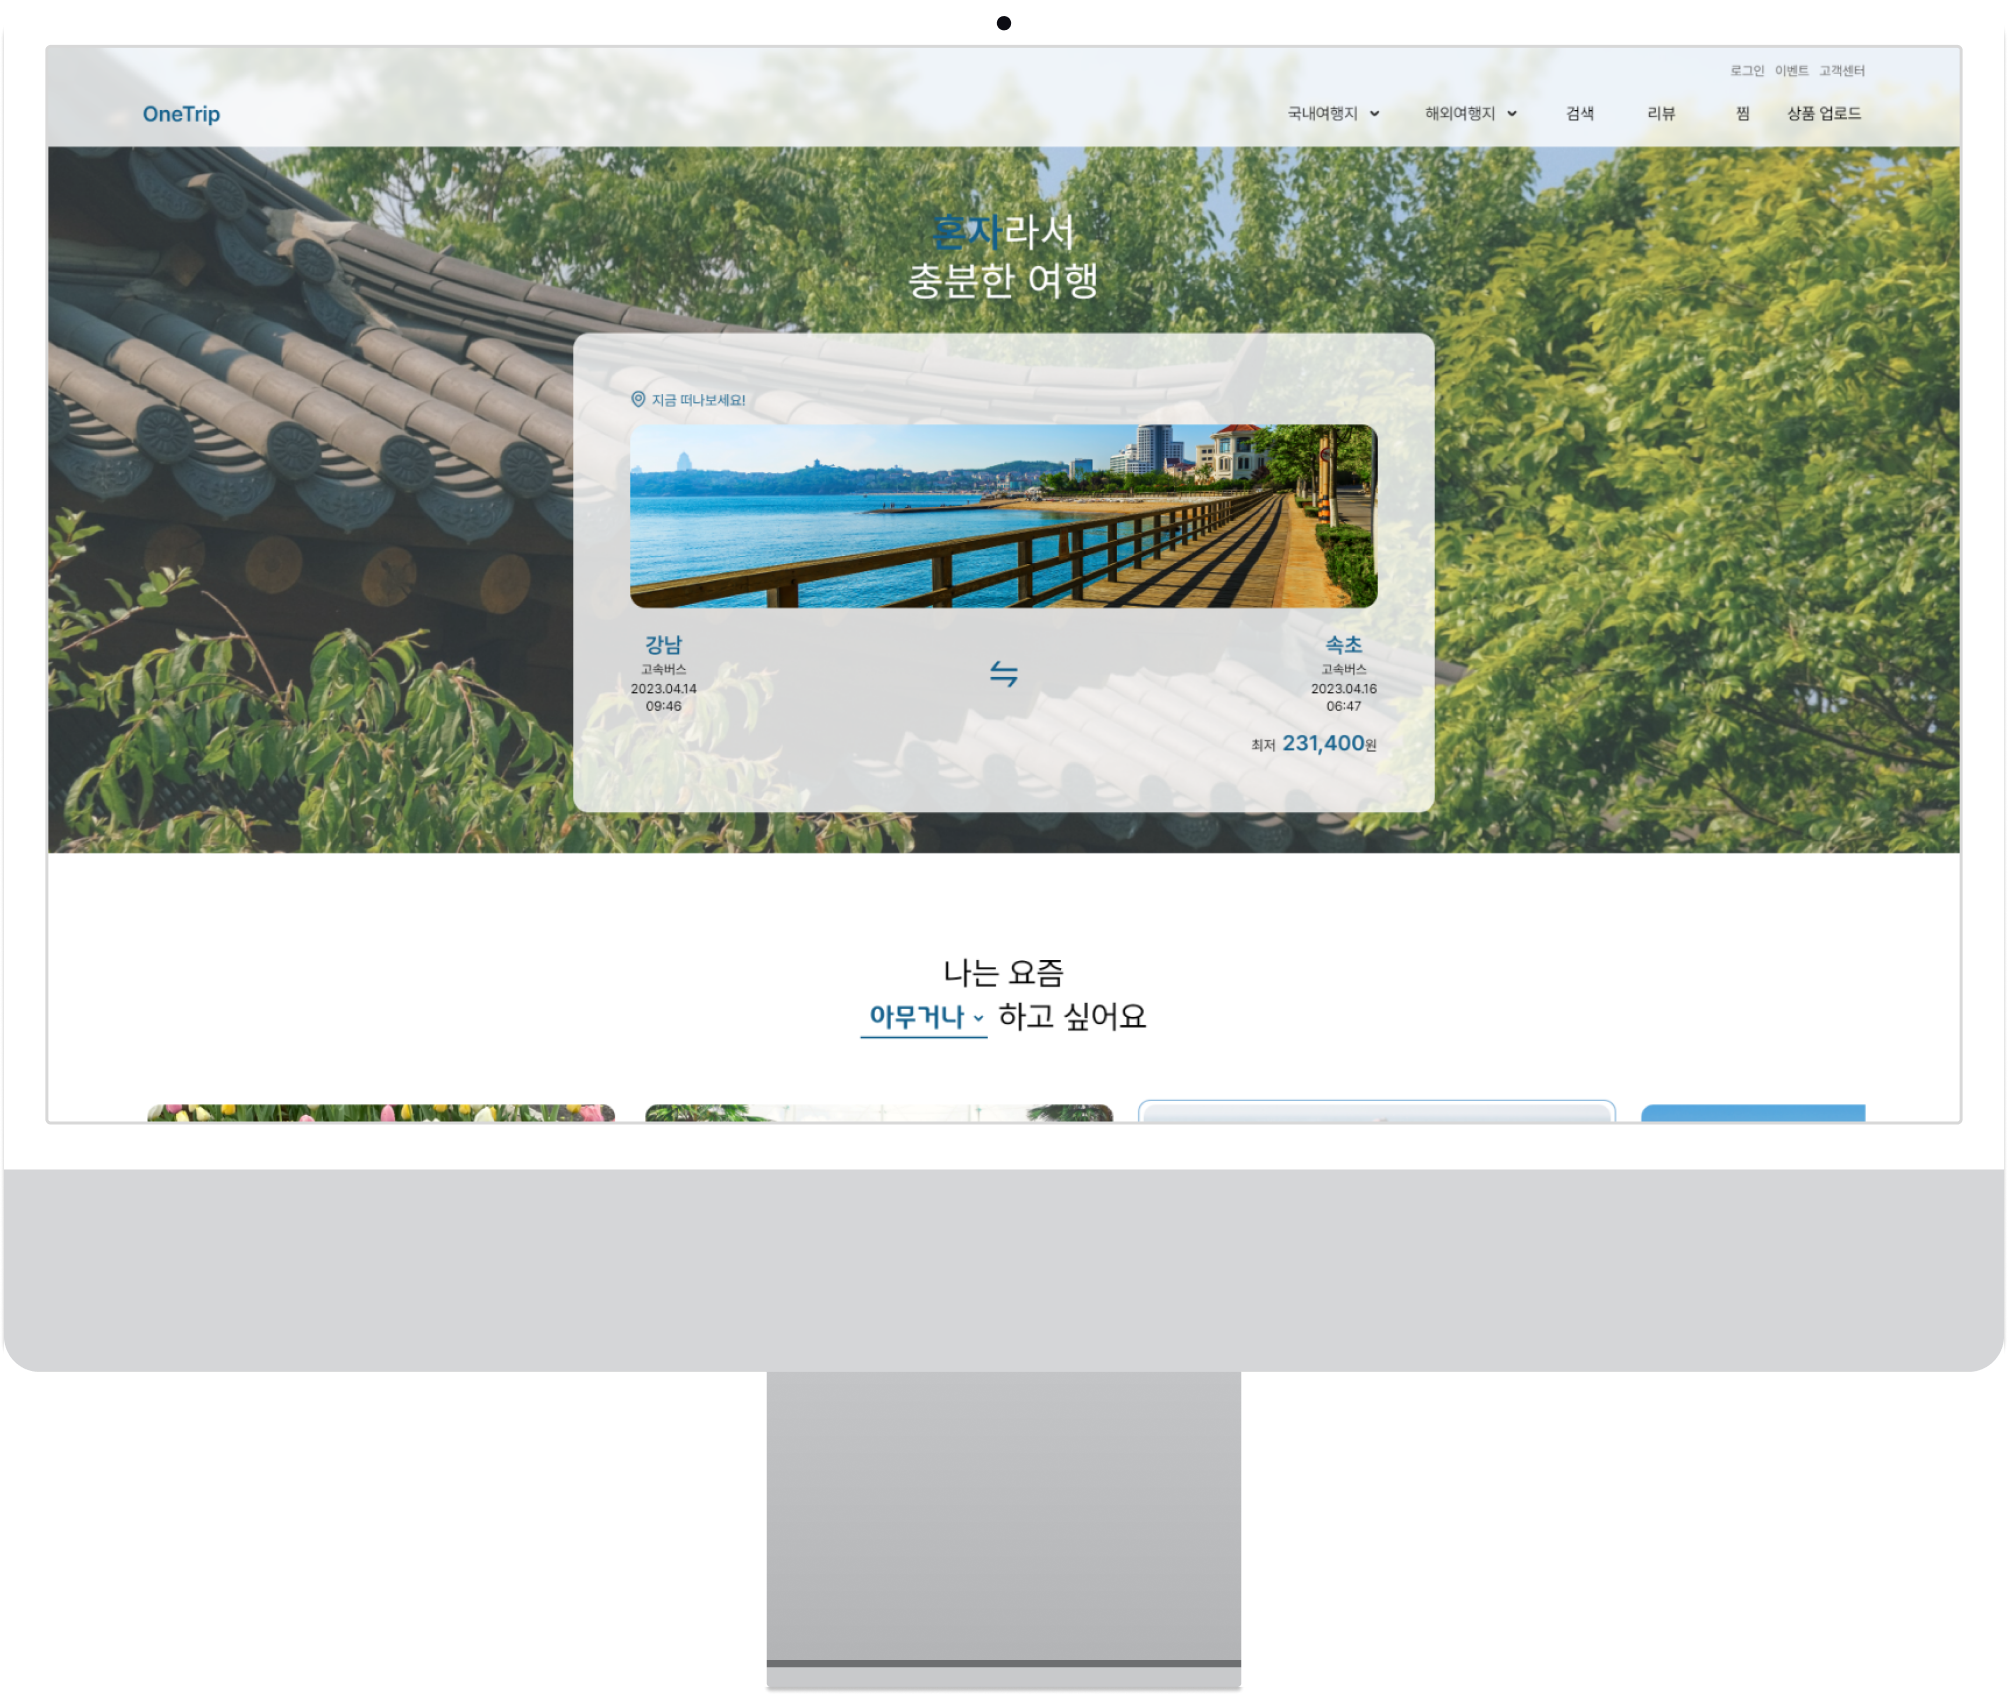 로그인 이벤트 고객센터
OneTrip 국내여행지 해외여행지 검색 리뷰 찜 상품 업로드
혼자라서
충분한 여행
지금 떠나보세요!
강남
고속버스
2023.04.14
09:46
속초
고속버스
2023.04.16
06:47
최저 231,400원
나는 요즘
아무거나 하고 싶어요